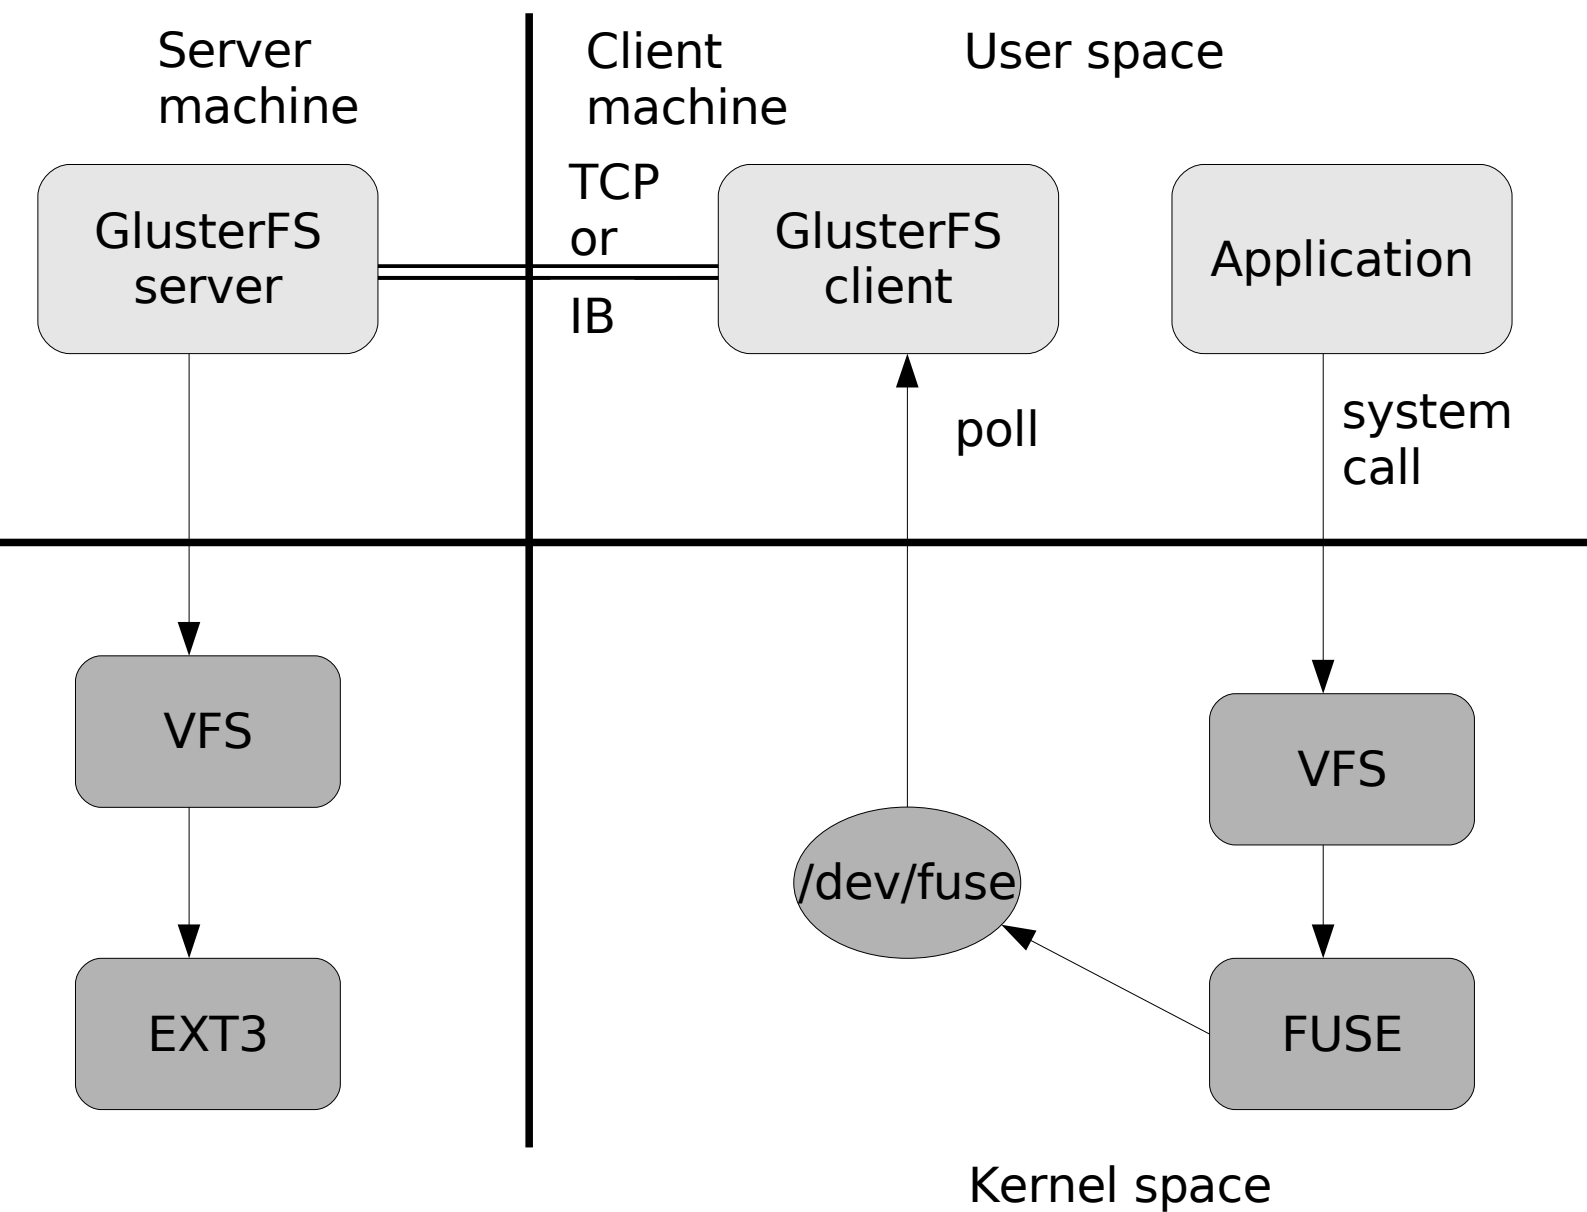 Server
machine
Client
machine
User space
GlusterFS
server
TCP
or
IB
GlusterFS
client
Application
poll
system
call
VFS
VFS
/dev/fuse
EXT3
FUSE
Kernel space